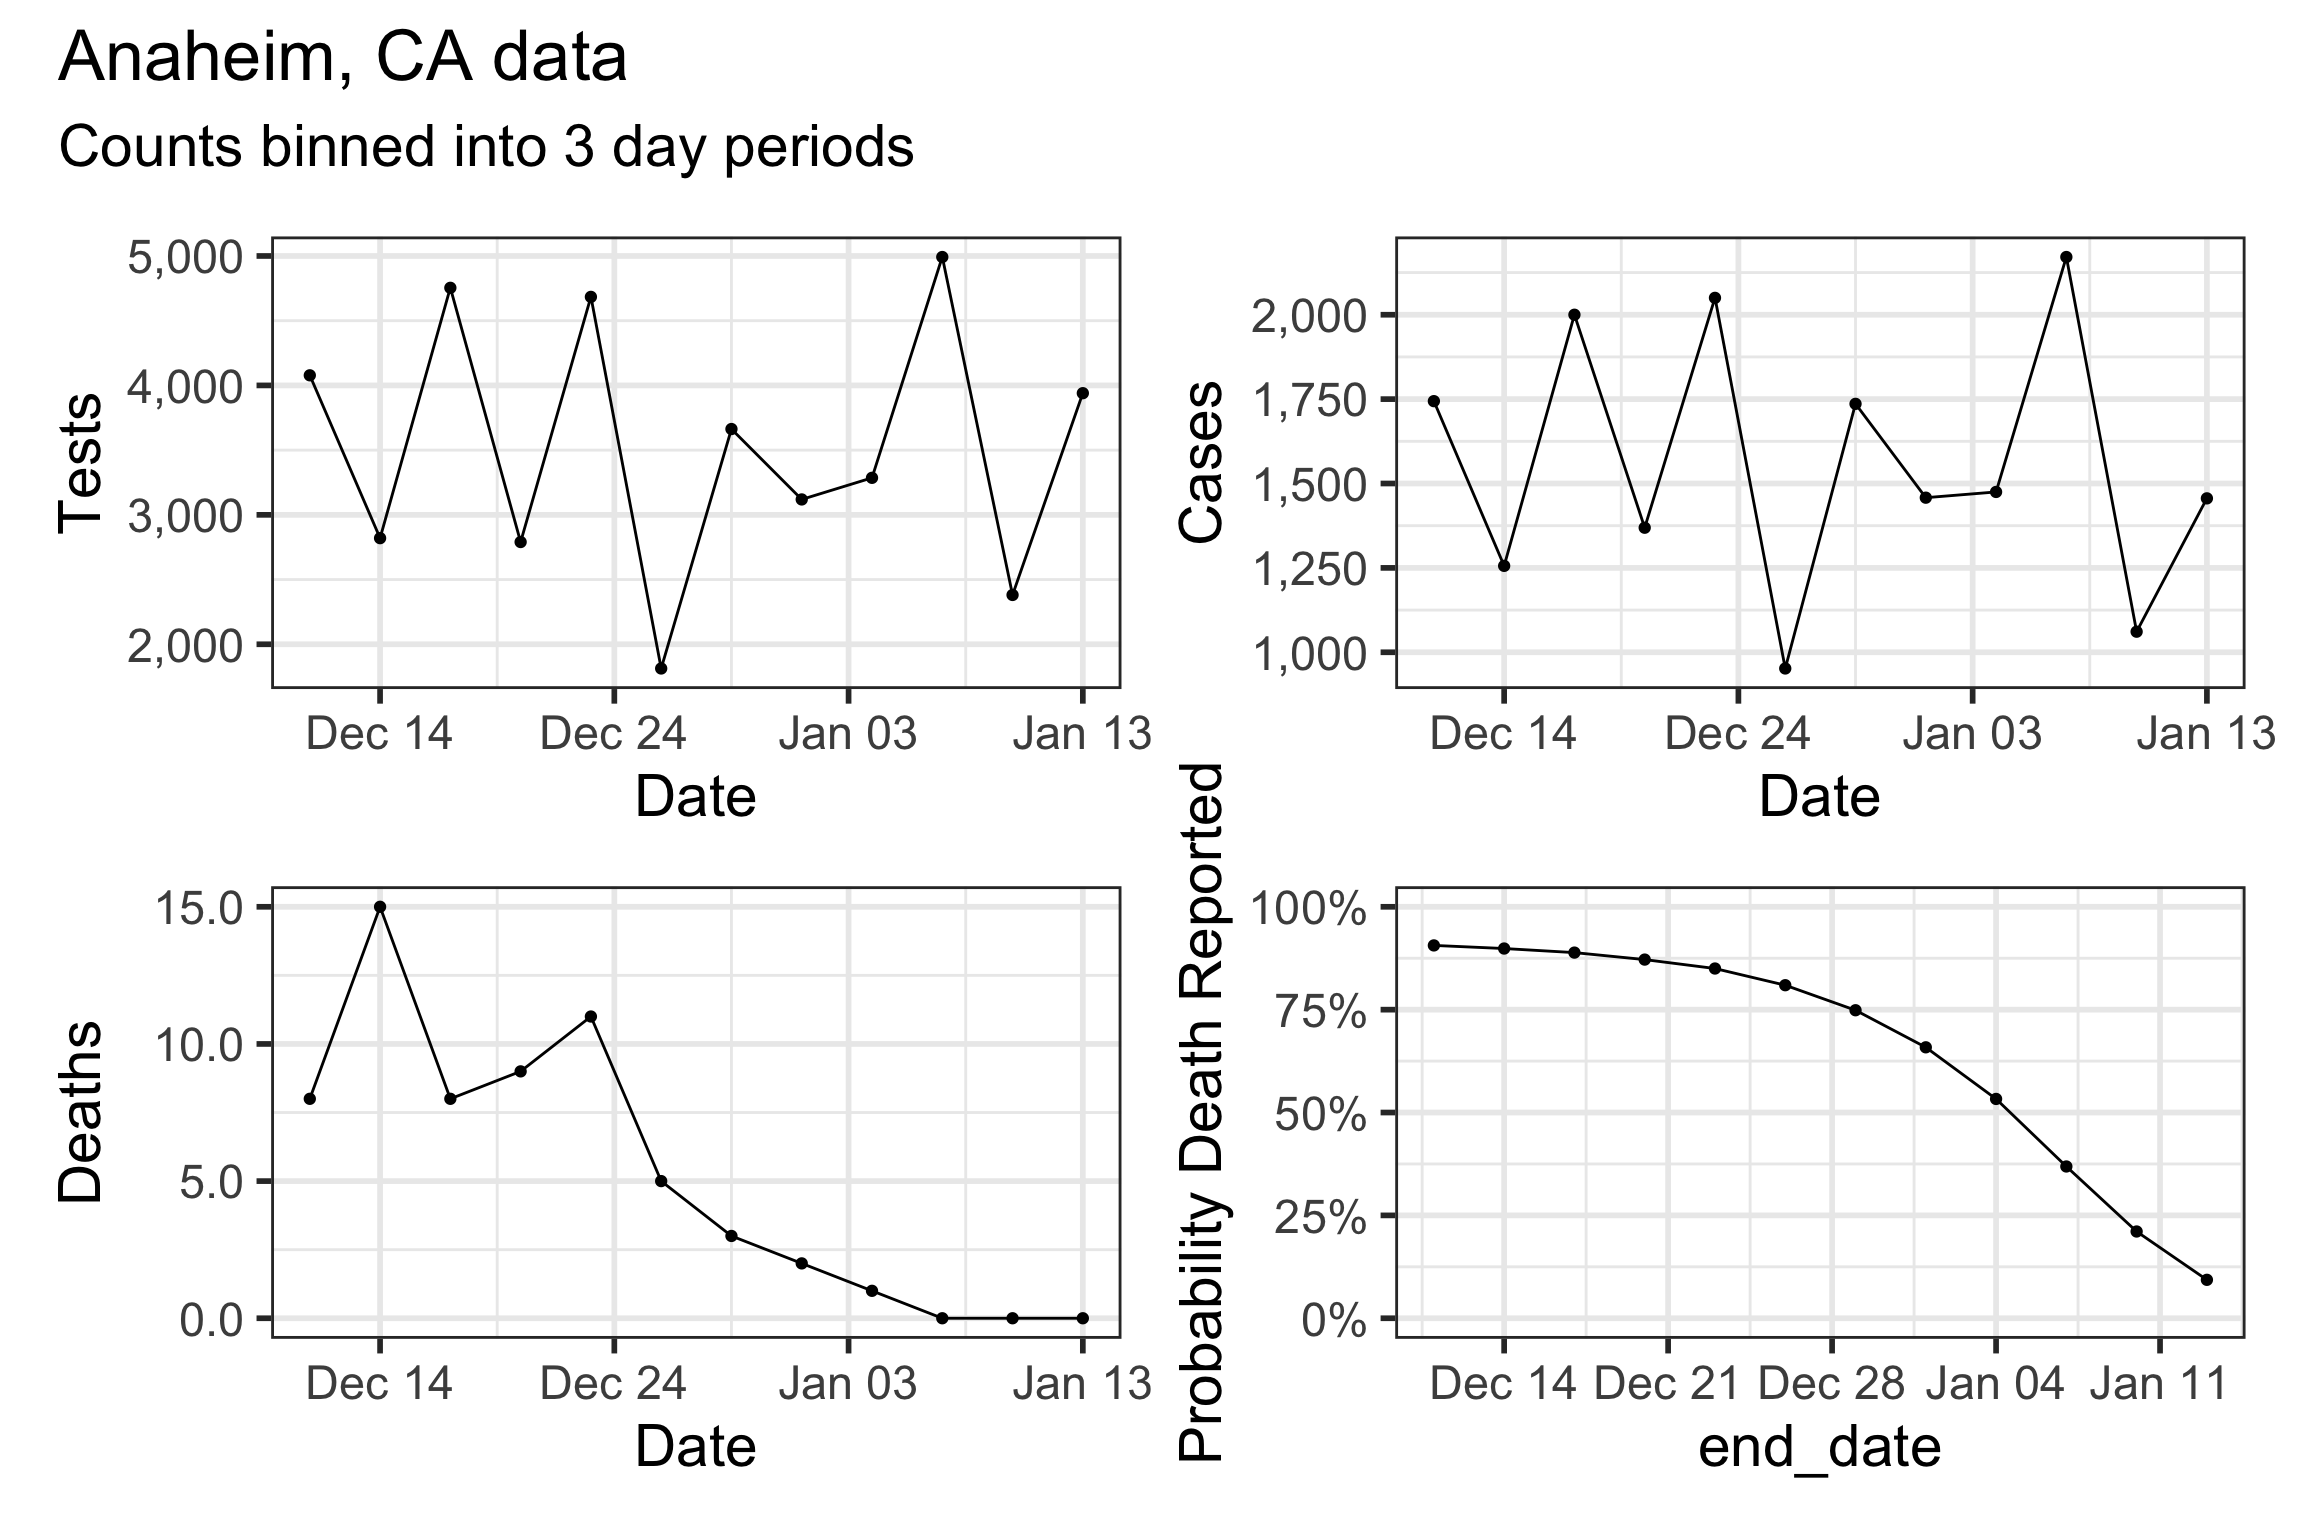 Anaheim, CA data
Counts binned into 3 day periods
Tests
5,000
4,000
3,000
2,000
Dec 14 Dec 24 Jan 03 Jan 13
Date
Cases
2,000
1,750
1,500
1,250
1,000
Dec 14 Dec 24 Jan 03 Jan 13
Date
Deaths
15.0
10.0
5.0
0.0
Dec 14 Dec 24 Jan 03 Jan 13
Date
Probability Death Reported
100%
75%
50%
25%
0%
Dec 14 Dec 21 Dec 28 Jan 04 Jan 11
end_date